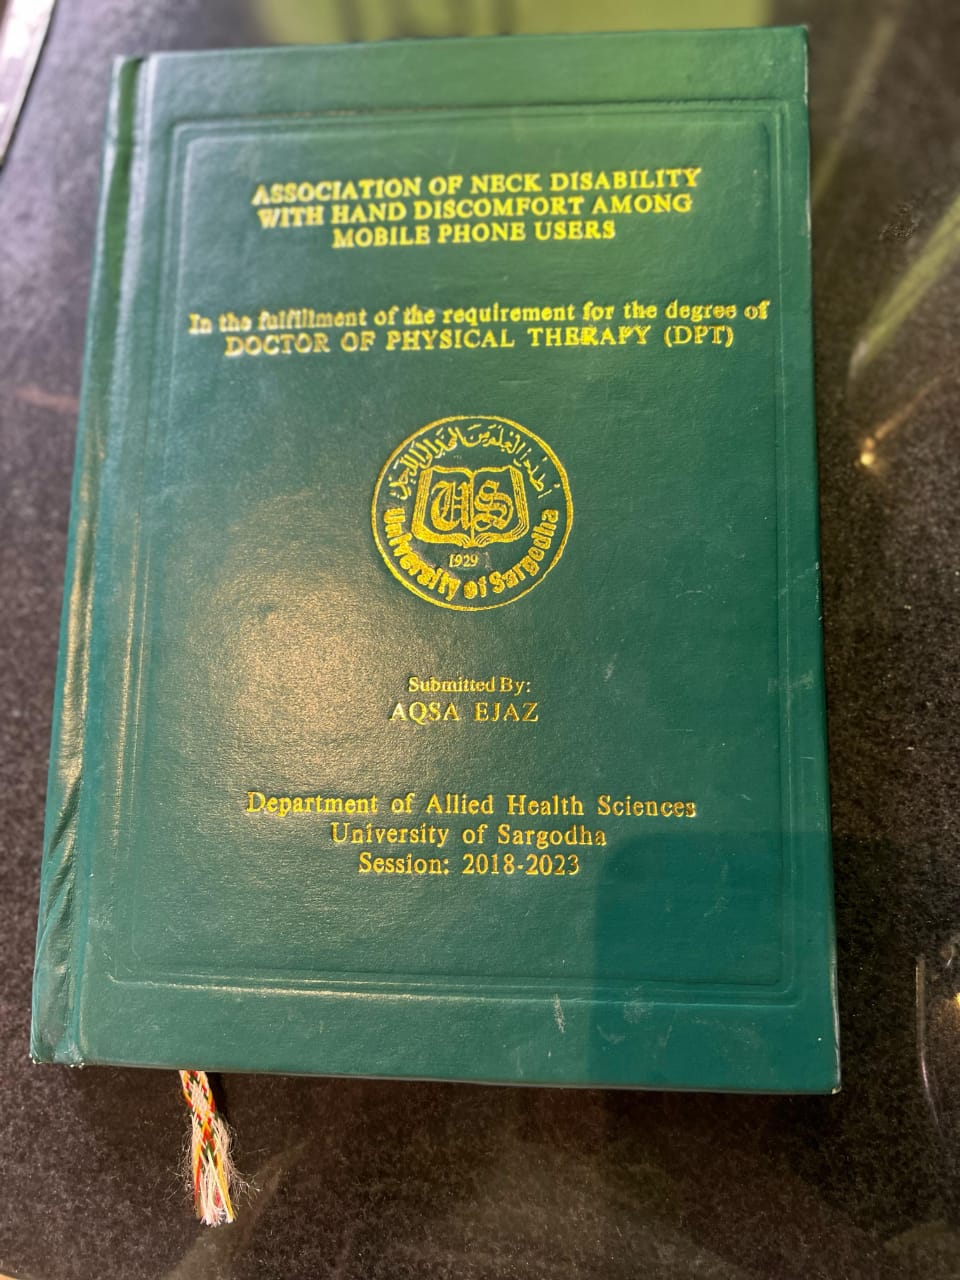 ASSOCIATION OF NECK DISABILITY
WITH HAND DISCOMFORT AMONG
MOBILE PHONE USERS
In the fulfillment of the requirement for the degree of
DOCTOR OF PHYSICAL THERAPY (DPT)
US
1929
University of Sargodha
Submitted By:
AQSA EJAZ
Department of Allied Health Sciences
University of Sargodha
Session: 2018-2023